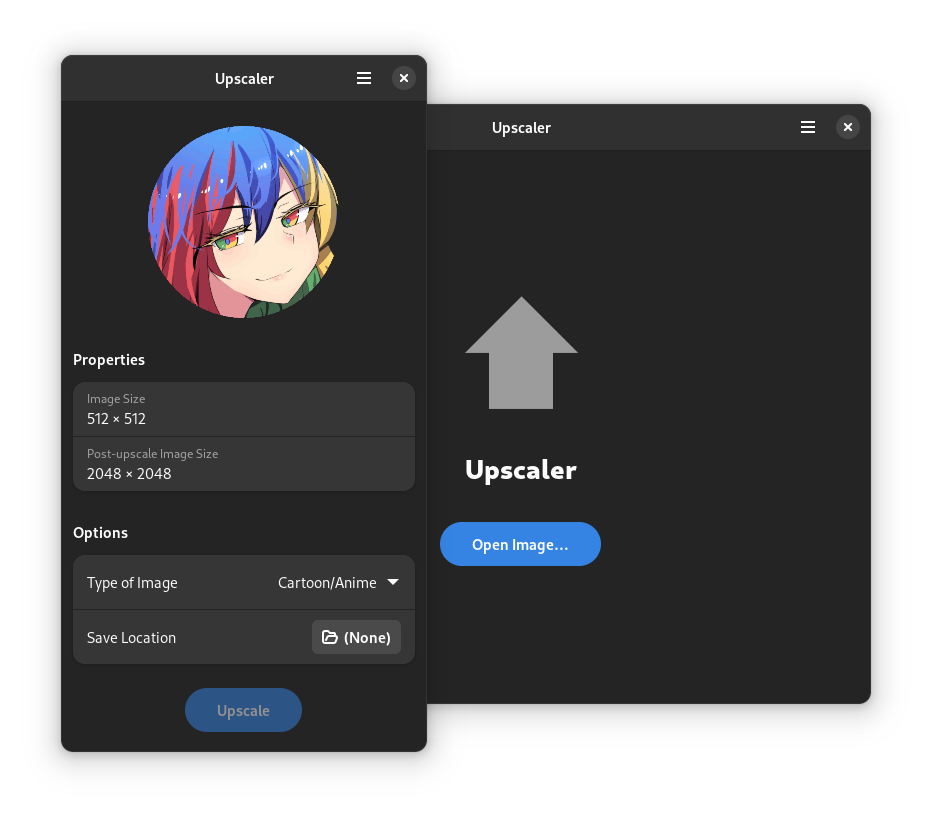 Upscaler
Properties
Image Size
512 × 512
Post-upscale Image Size
2048 × 2048
Options
Type of Image
Cartoon/Anime
Save Location
(None)
Upscale
Upscaler
Upscaler
Open Image...